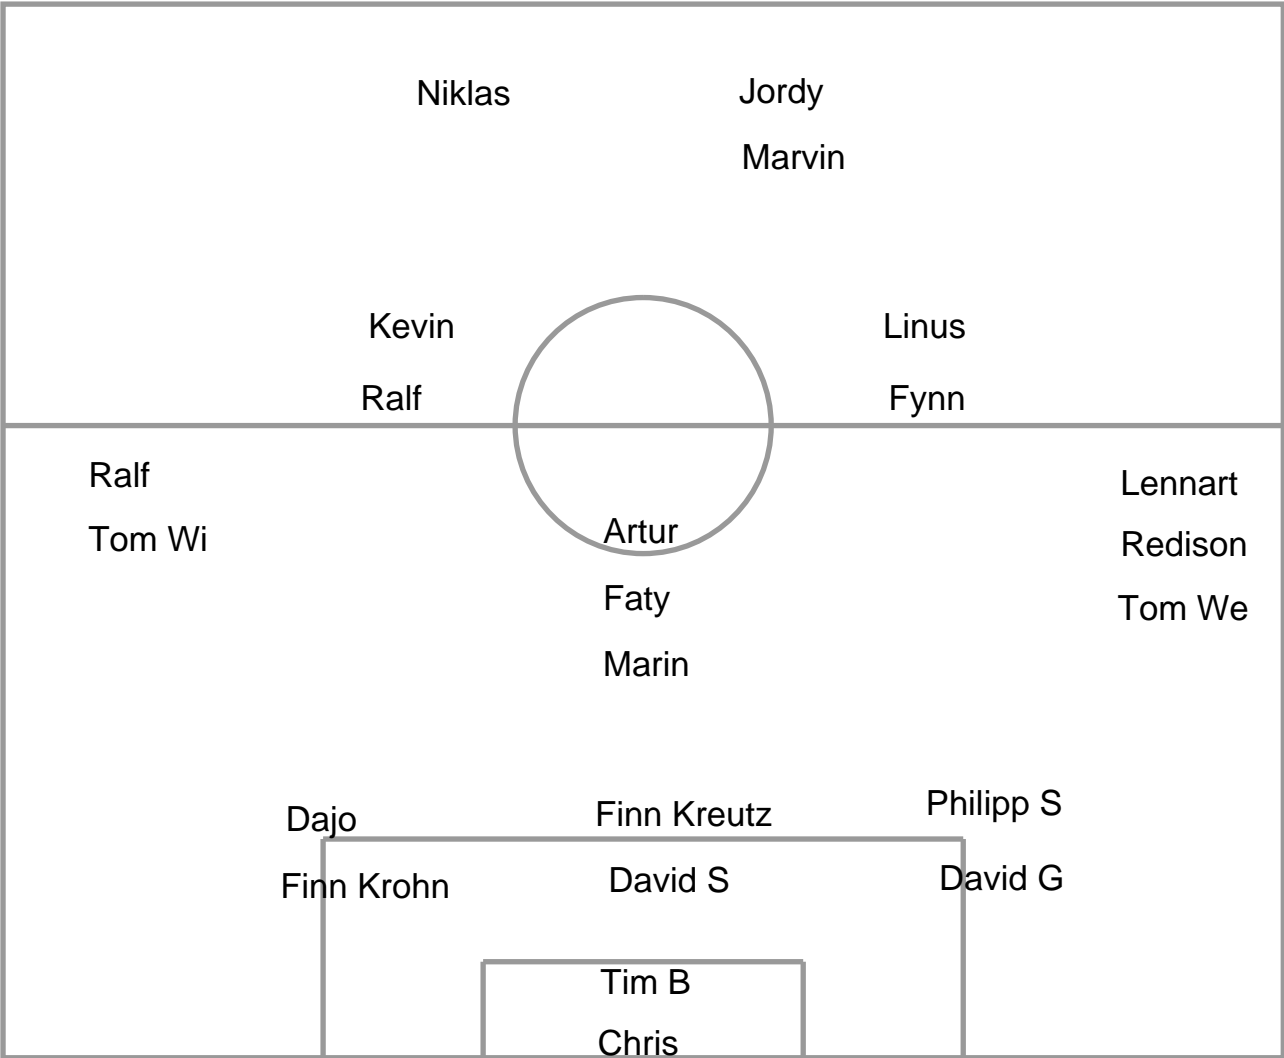 Niklas
Jordy
Marvin
Kevin
Linus
Ralf
Fynn
Ralf
Lennart
Tom Wi
Artur
Redison
Faty
Tom We
Marin
Dajo
Finn Kreutz
Philipp S
Finn Krohn
David S
David G
Tim B
Chris